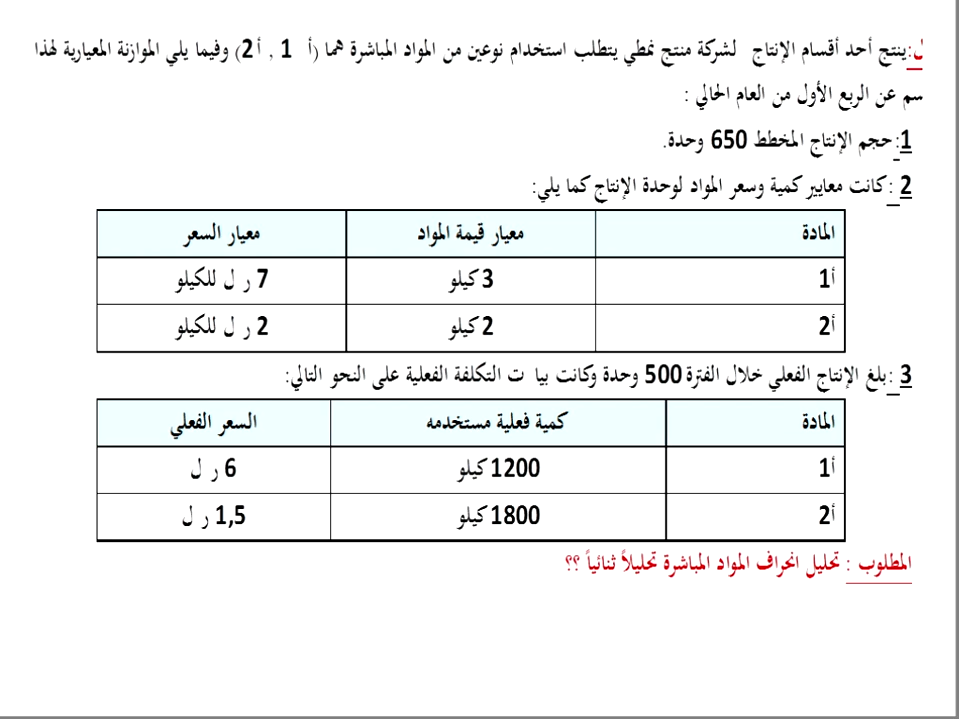 ل:ينتج أحد أقسام الإنتاج لشركة منتج نمطي يتطلب استخدام نوعين من المواد المباشرة هما (أ 1 , أ2) وفيما يلي الموازنة المعيارية لهذا
سم عن الربع الأول من العام الحالي :
1:حجم الإنتاج المخطط 650 وحدة.
2 :كانت معايير كمية وسعر المواد لوحدة الإنتاج كما يلي:
المادة معيار قيمة المواد معيار السعر
أ1 3 كيلو 7 ر ل للكيلو
أ2 2 كيلو 2 ر ل للكيلو
3 :بلغ الإنتاج الفعلي خلال الفترة 500 وحدة وكانت بيا ت التكلفة الفعلية على النحو التالي:
المادة كمية فعلية مستخدمه السعر الفعلي
أ1 1200 كيلو 6 ر ل
أ2 1800 كيلو 1,5 ر ل
المطلوب : تحليل انحراف المواد المباشرة تحليلاً ثنائياً ؟؟